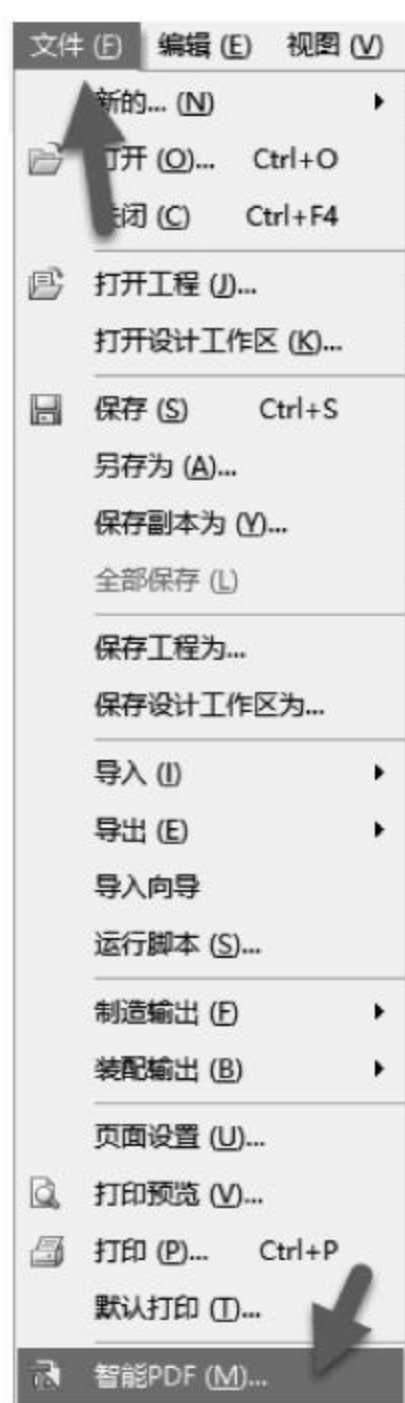 文件 (F) 编辑 (E) 视图 (V)
新的... (N)
打开 (O)... Ctrl+O
关闭 (C) Ctrl+F4
打开工程 (J)...
打开设计工作区 (K)...
保存 (S) Ctrl+S
另存为 (A)...
保存副本为 (Y)...
全部保存 (L)
保存工程为...
保存设计工作区为...
导入 (I)
导出 (E)
导入向导
运行脚本 (S)...
制造输出 (F)
装配输出 (B)
页面设置 (U)...
打印预览 (V)...
打印 (P)... Ctrl+P
默认打印 (T)...
智能PDF (M)...